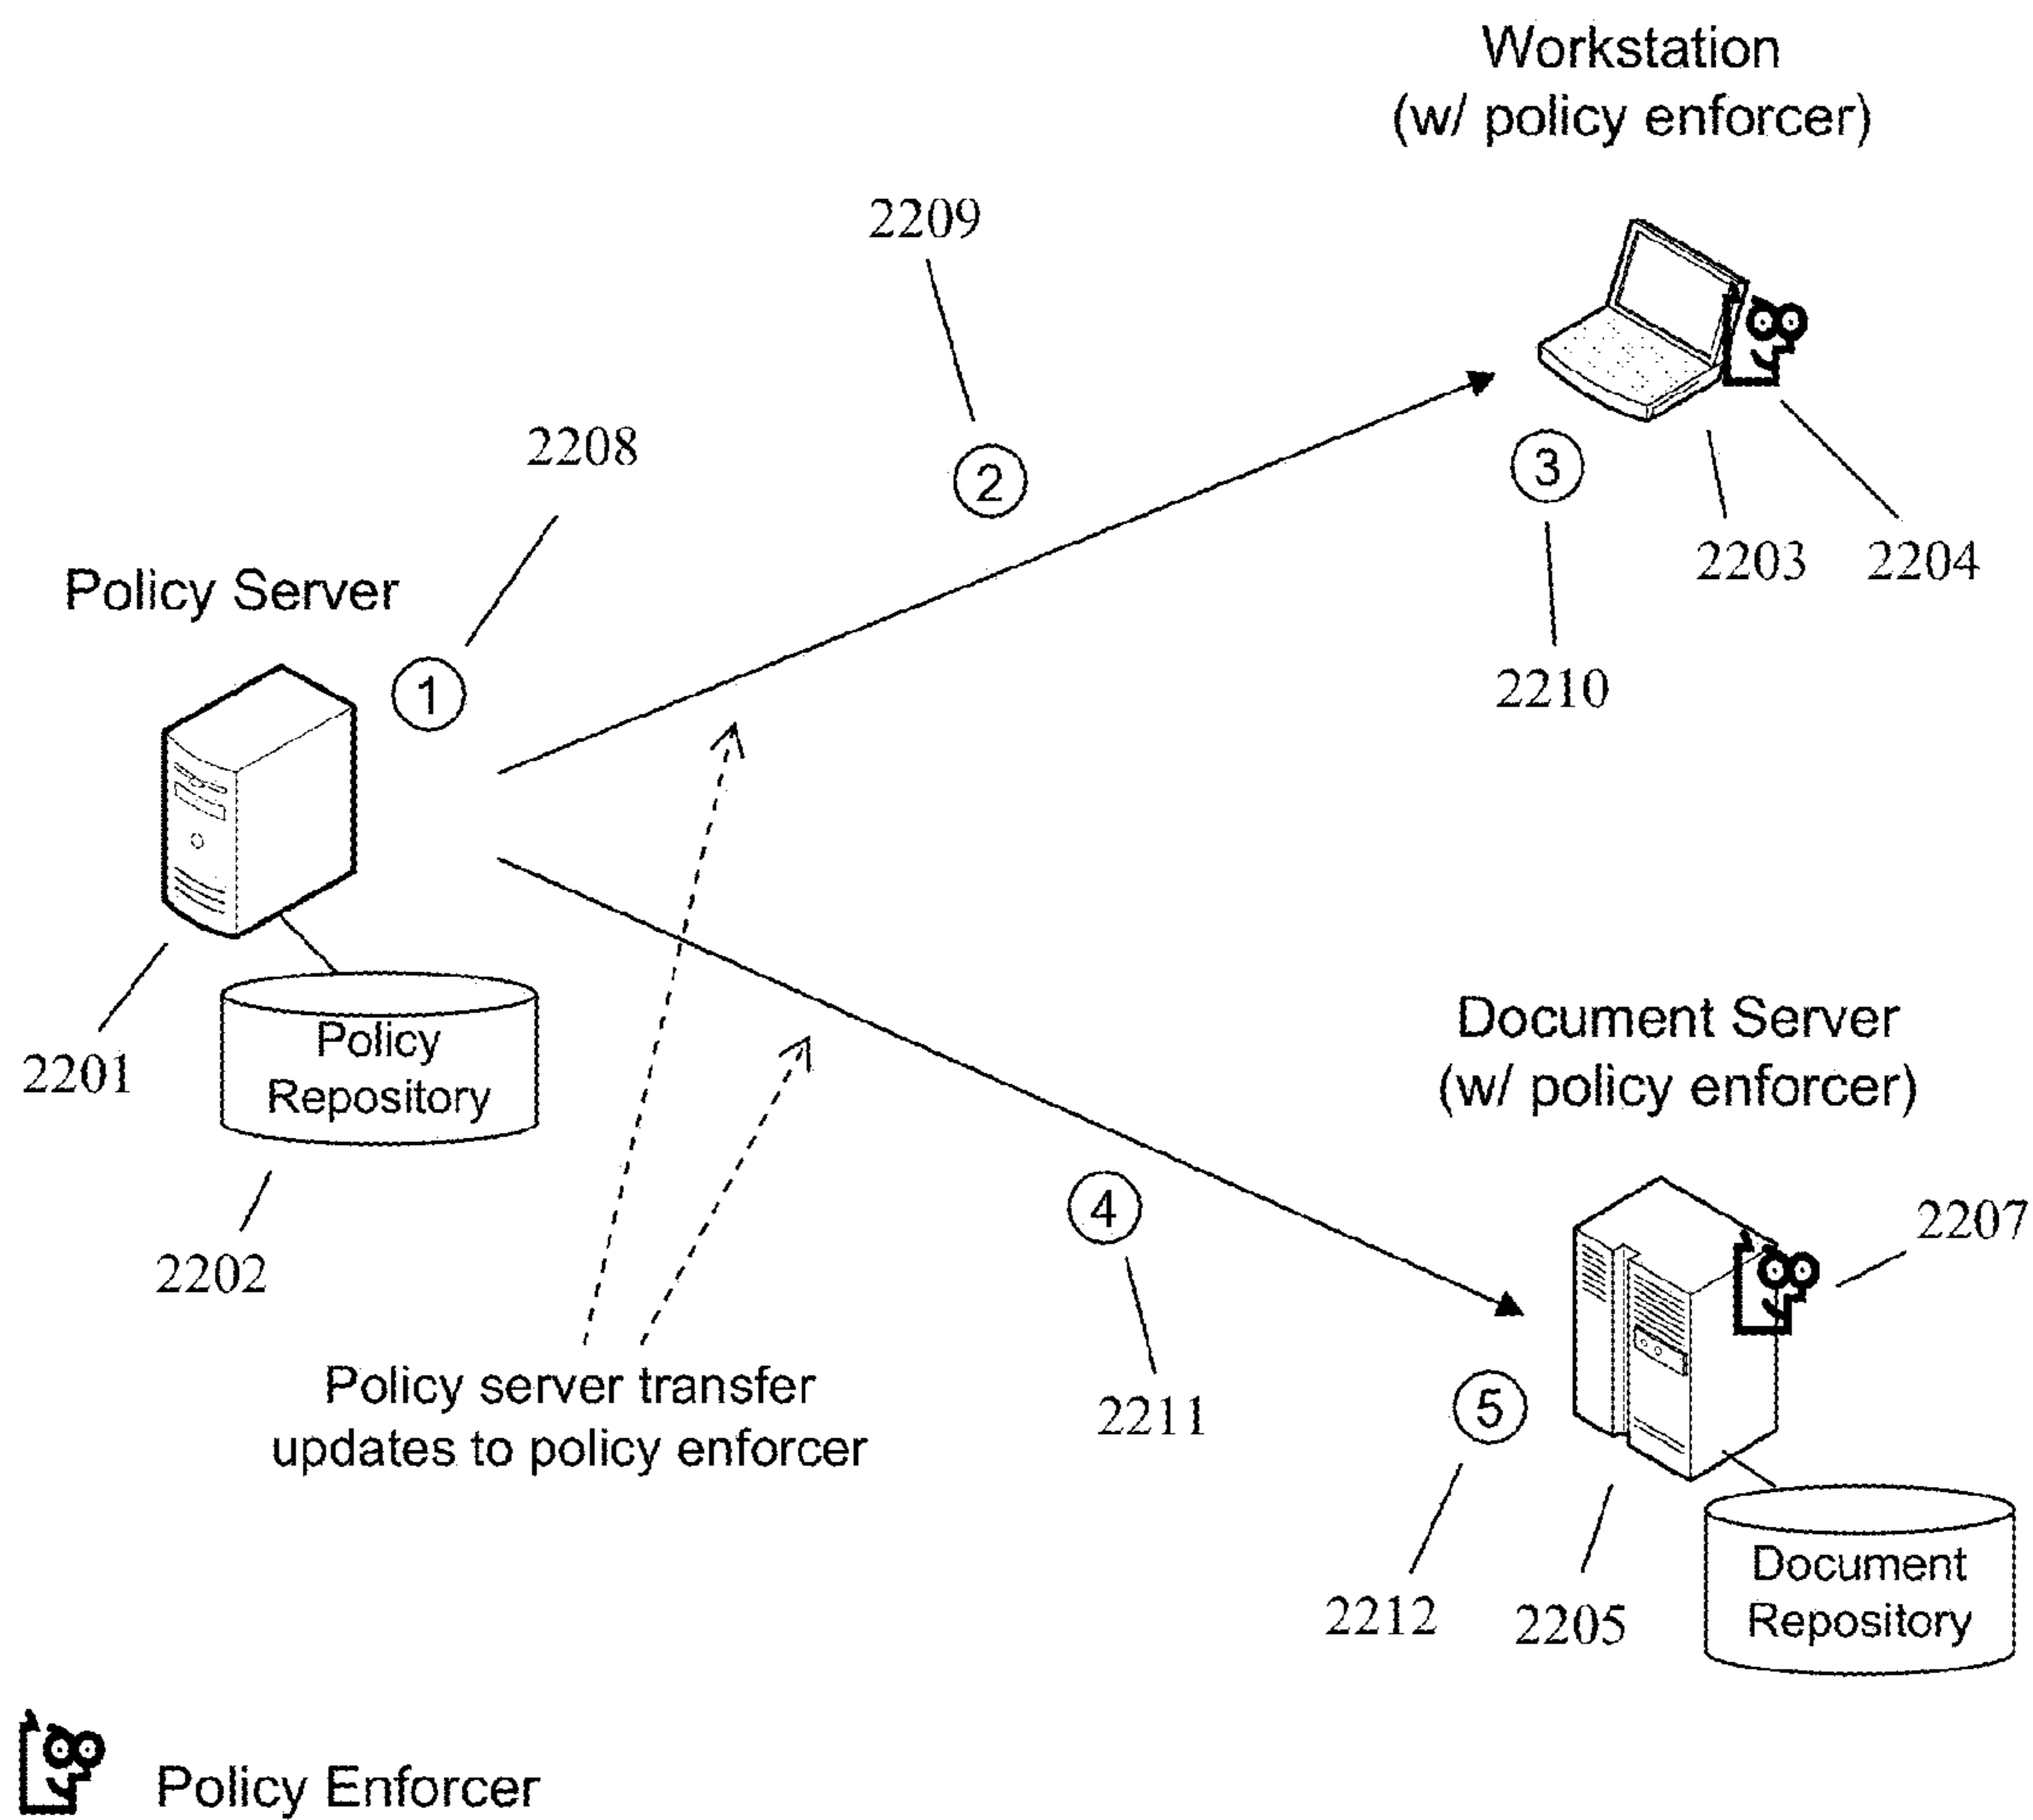 Workstation
(w/ policy enforcer)
2209
2208
2
3
2203
2204
Policy Server
1
2210
Document Server
(w/ policy enforcer)
2201
Policy
Repository
2202
4
2207
Policy server transfer
updates to policy enforcer
2211
5
2212
2205
Document
Repository
Policy Enforcer